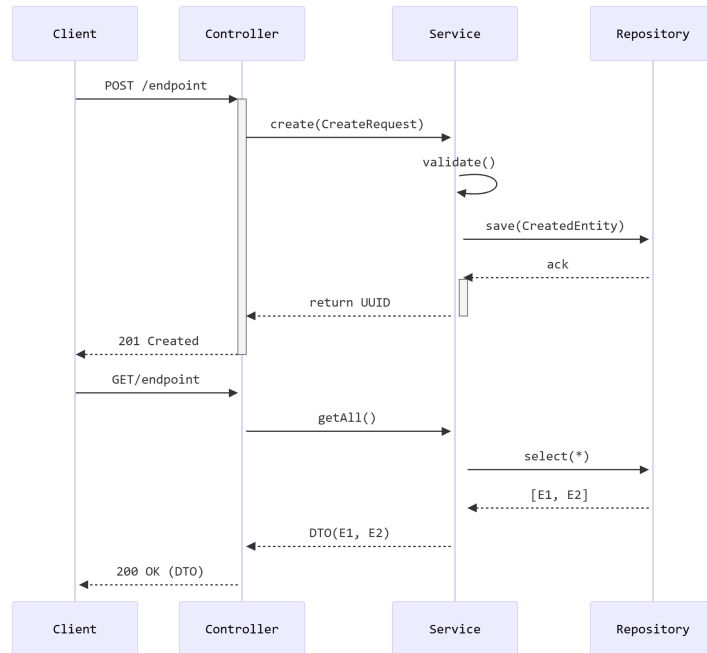 Client
Controller
Service
Repository
POST /endpoint
create(CreateRequest)
validate()
save(CreatedEntity)
ack
return UUID
201 Created
GET/endpoint
getAll()
select(*)
[E1, E2]
DTO(E1, E2)
200 OK (DTO)
Client
Controller
Service
Repository